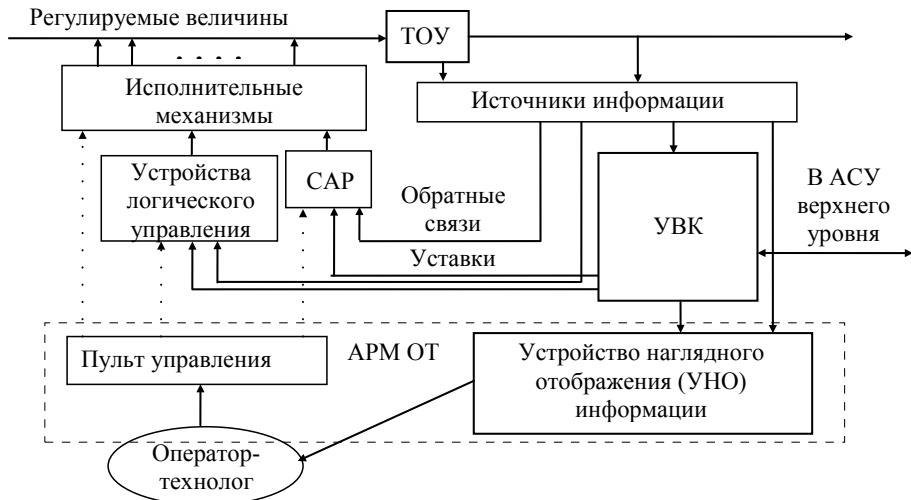 Регулируемые величины
ТОУ
Исполнительные
механизмы
Источники информации
Устройства
логического
управления
САР
Обратные
связи
УВК
В АСУ
верхнего
уровня
Уставки
Пульт управления
АРМ ОТ
Устройство наглядного
отображения (УНО)
информации
Оператор-
технолог